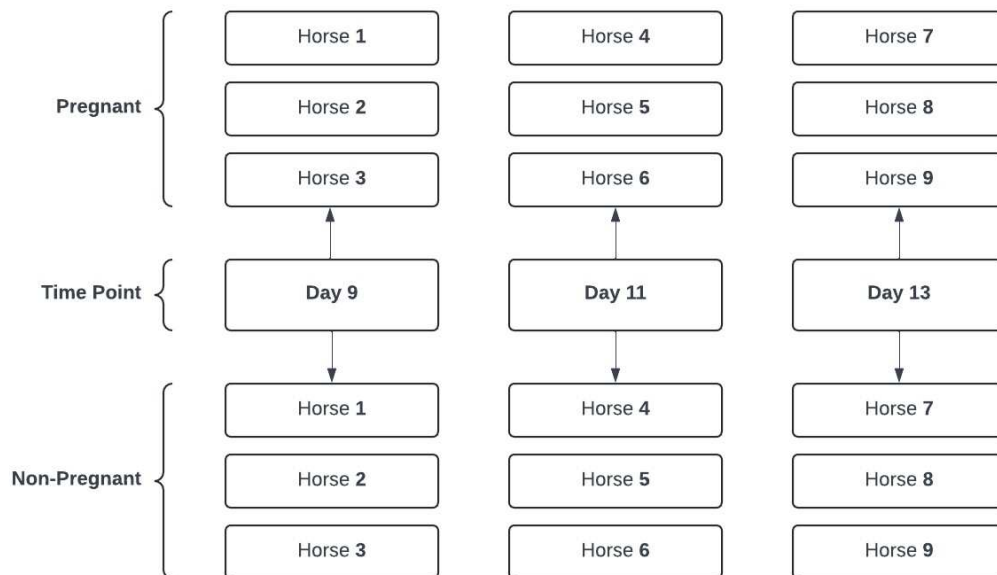 Horse 1 Horse 4 Horse 7
Pregnant Horse 2 Horse 5 Horse 8
Horse 3 Horse 6 Horse 9
Time Point Day 9 Day 11 Day 13
Horse 1 Horse 4 Horse 7
Non-Pregnant Horse 2 Horse 5 Horse 8
Horse 3 Horse 6 Horse 9